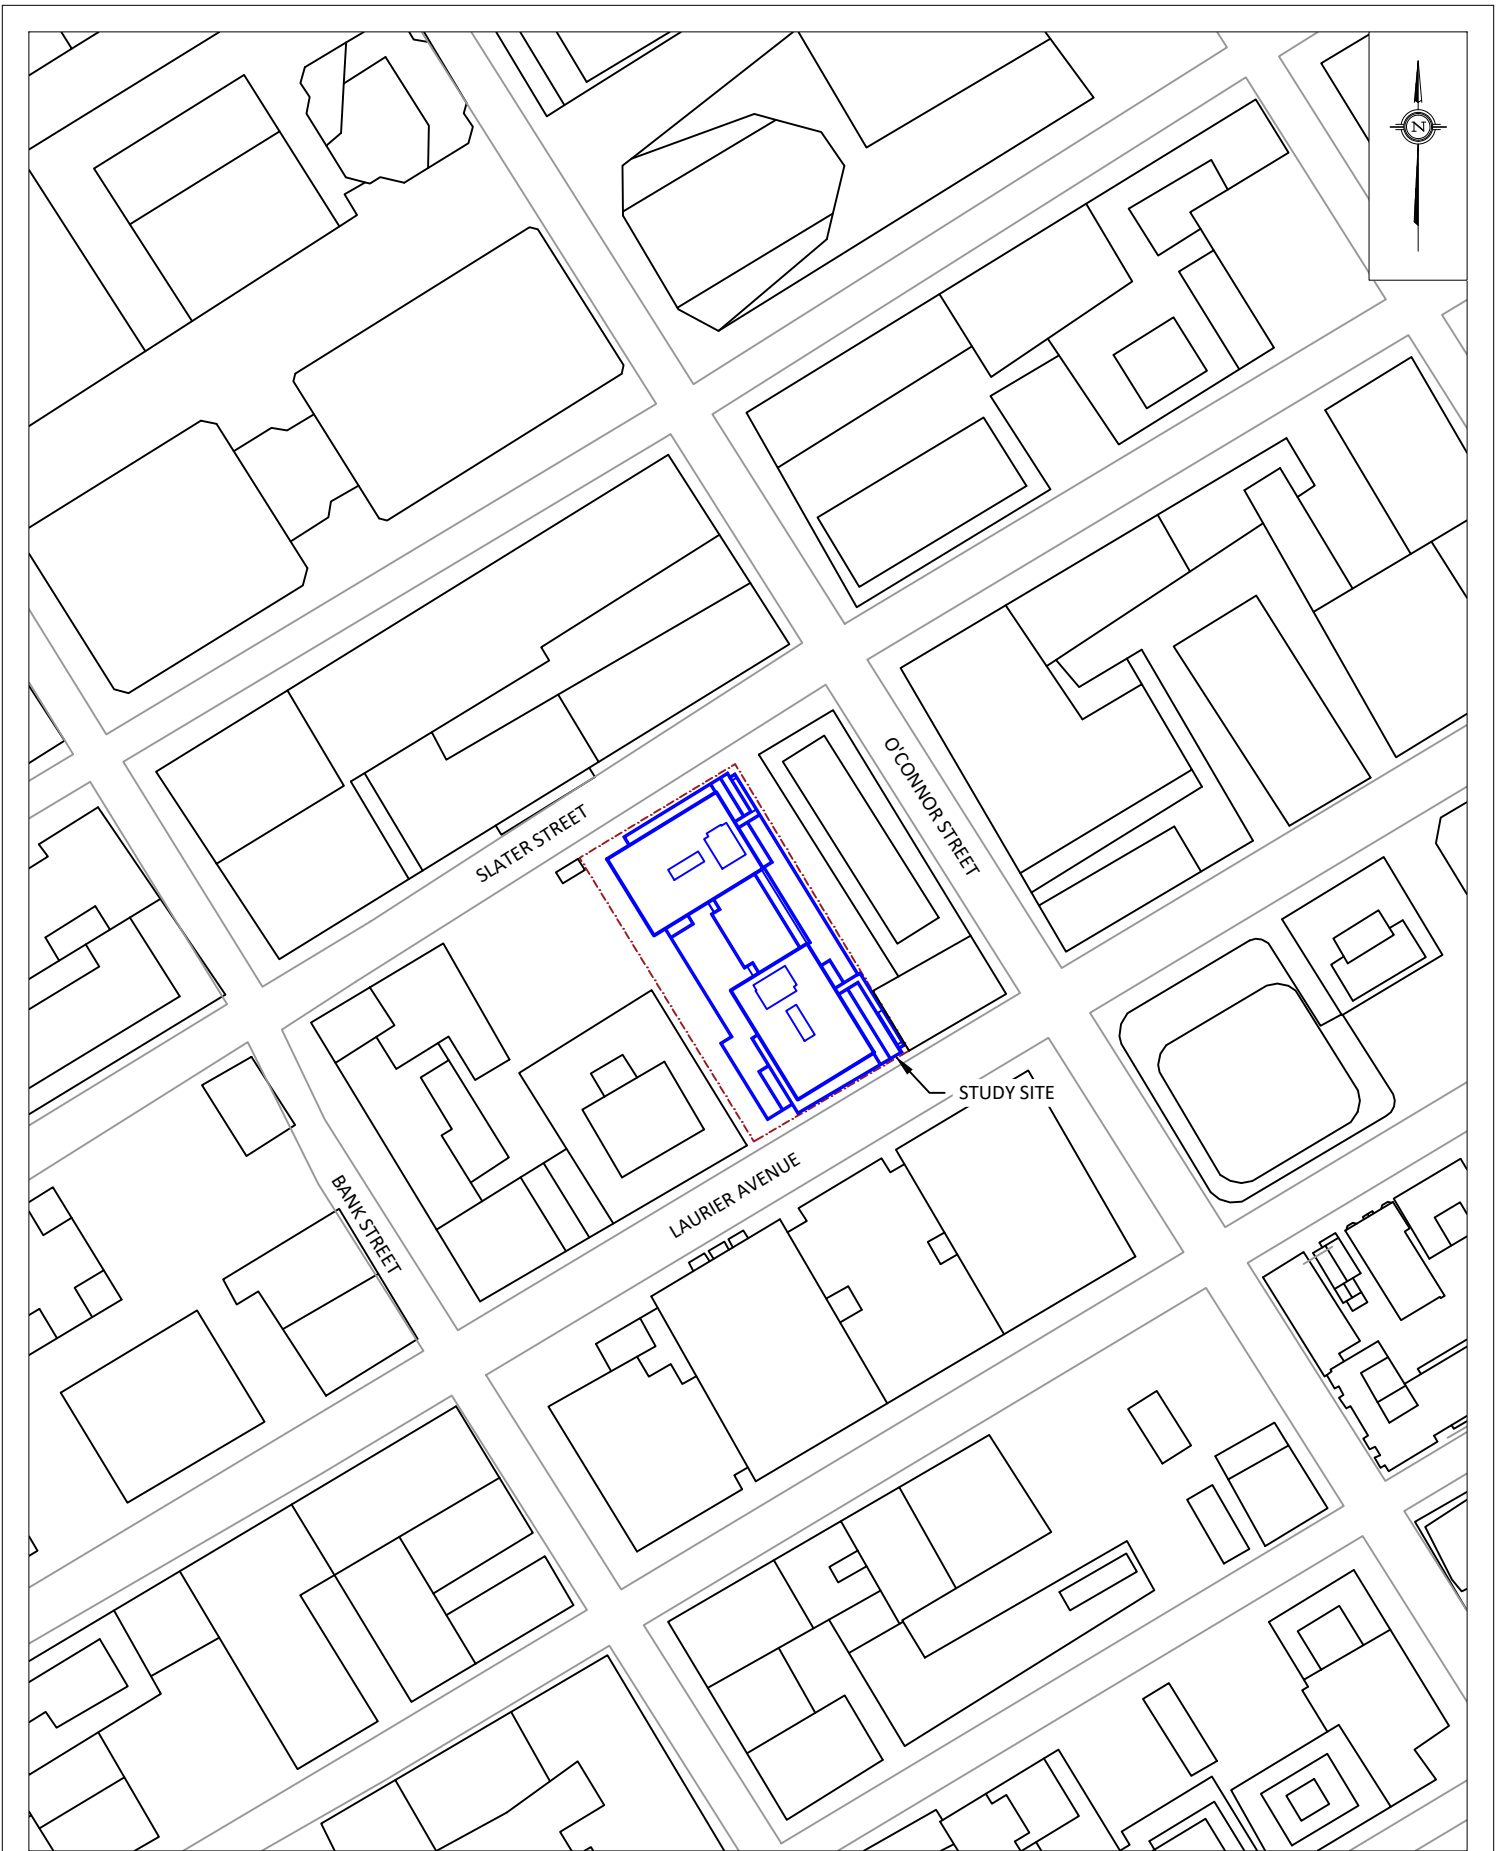 N
O'CONNOR STREET
SLATER STREET
STUDY SITE
LAURIER AVENUE
BANK STREET